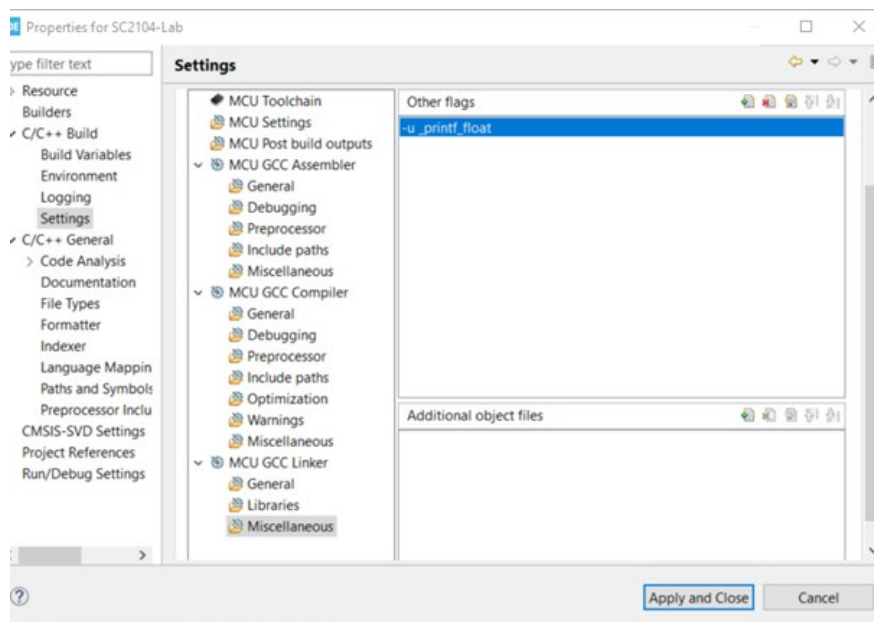 Properties for SC2104-Lab
ype filter text
Settings
Resource
Builders
C/C++ Build
Build Variables
Environment
Logging
Settings
C/C++ General
Code Analysis
Documentation
File Types
Formatter
Indexer
Language Mappin
Paths and Symbols
Preprocessor Inclu
CMSIS-SVD Settings
Project References
Run/Debug Settings
MCU Toolchain
MCU Settings
MCU Post build outputs
MCU GCC Assembler
General
Debugging
Preprocessor
Include paths
Miscellaneous
MCU GCC Compiler
General
Debugging
Preprocessor
Include paths
Optimization
Warnings
Miscellaneous
MCU GCC Linker
General
Libraries
Miscellaneous
Other flags
-u _printf_float
Additional object files
Apply and Close
Cancel